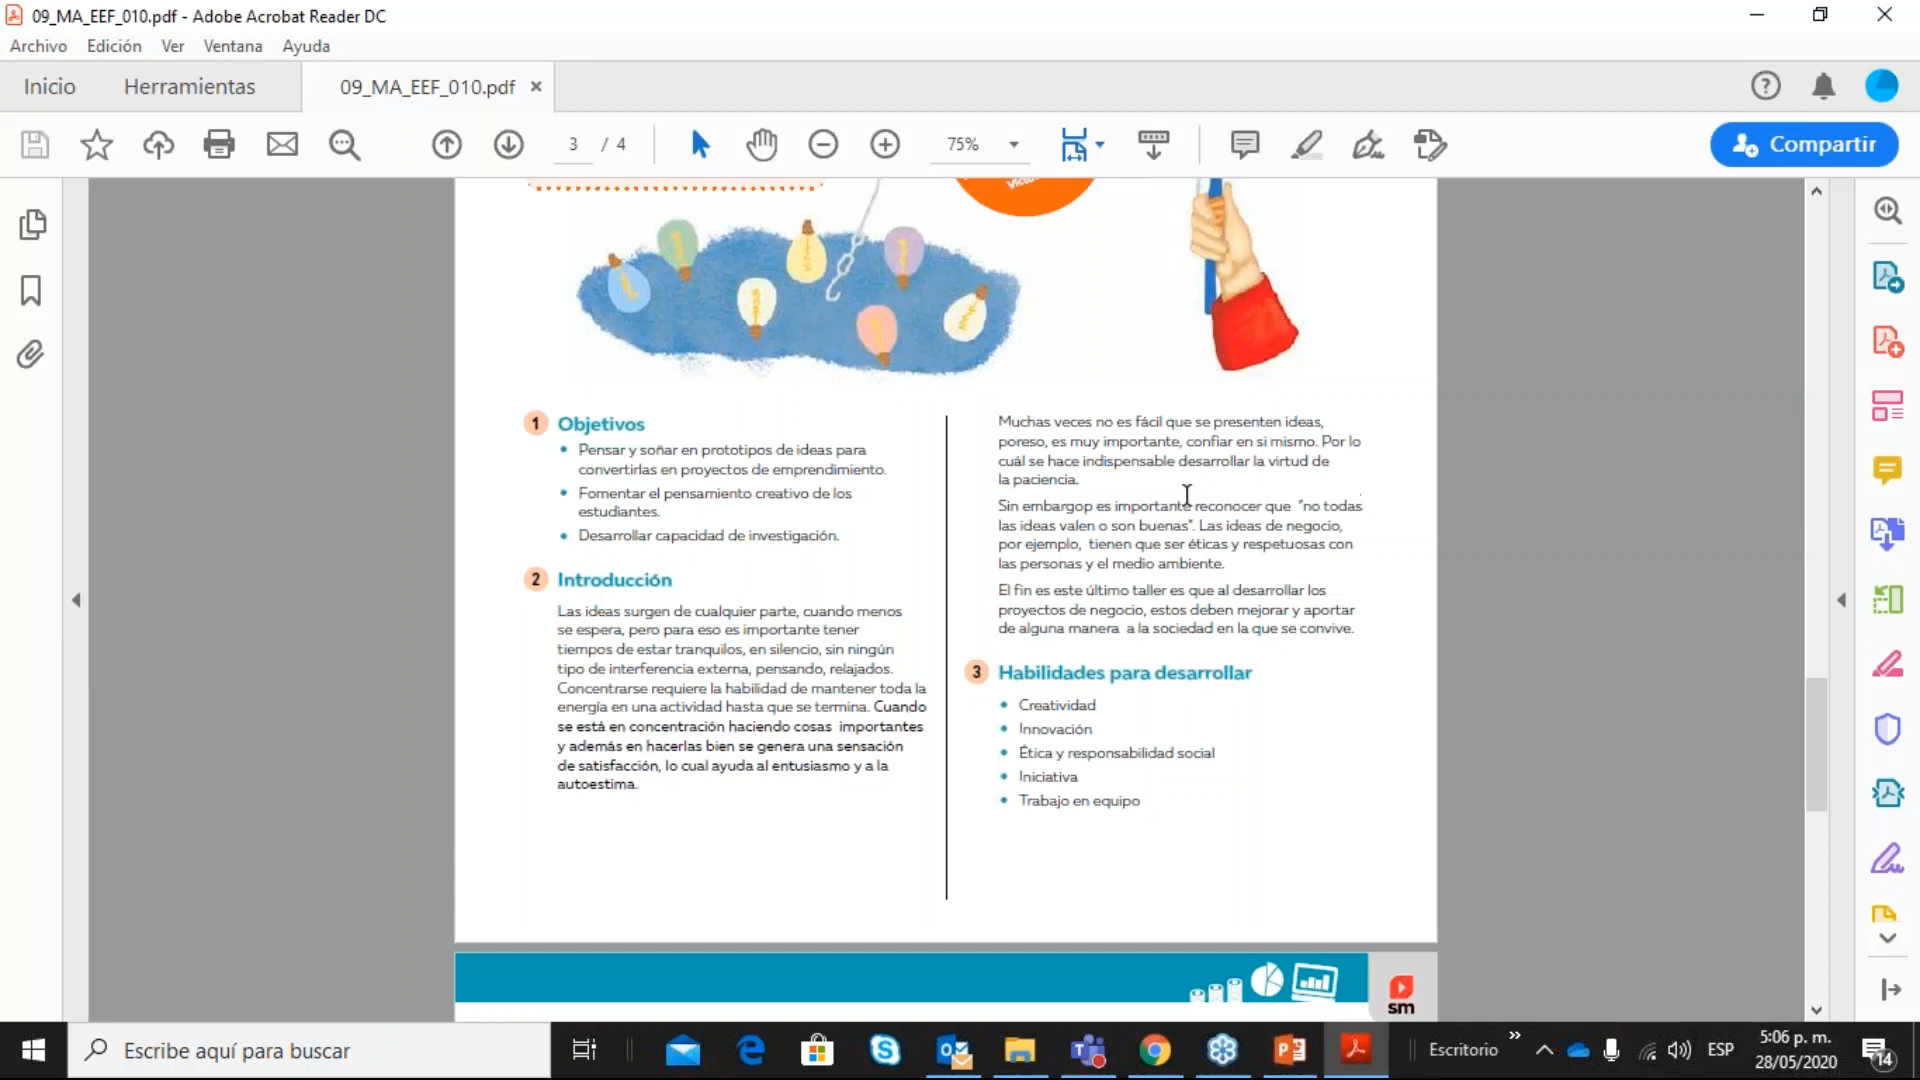 09_MA_EEF_010.pdf - Adobe Acrobat Reader DC
Archivo Edición Ver Ventana Ayuda
Inicio Herramientas 09_MA_EEF_010.pdf
3 / 4 75% Compartir
1 Objetivos
Pensar y soñar en prototipos de ideas para
convertirlas en proyectos de emprendimiento.
Fomentar el pensamiento creativo de los
estudiantes.
Desarrollar capacidad de investigación.
2 Introducción
Las ideas surgen de cualquier parte, cuando menos
se espera, pero para eso es importante tener
tiempos de estar tranquilos, en silencio, sin ningún
tipo de interferencia externa, pensando, relajados.
Concentrarse requiere la habilidad de mantener toda la
energía en una actividad hasta que se termina. Cuando
se está en concentración haciendo cosas importantes
y además en hacerlas bien se genera una sensación
de satisfacción, lo cual ayuda al entusiasmo y a la
autoestima.
Muchas veces no es fácil que se presenten ideas,
poreso, es muy importante, confiar en si mismo. Por lo
cuál se hace indispensable desarrollar la virtud de
la paciencia.
Sin embargop es importante reconocer que "no todas
las ideas valen o son buenas". Las ideas de negocio,
por ejemplo, tienen que ser éticas y respetuosas con
las personas y el medio ambiente.
El fin es este último taller es que al desarrollar los
proyectos de negocio, estos deben mejorar y aportar
de alguna manera a la sociedad en la que se convive.
3 Habilidades para desarrollar
Creatividad
Innovación
Ética y responsabilidad social
Iniciativa
Trabajo en equipo
sm
Escribe aquí para buscar
Escritorio
ESP
5:06 p. m.
28/05/2020
14